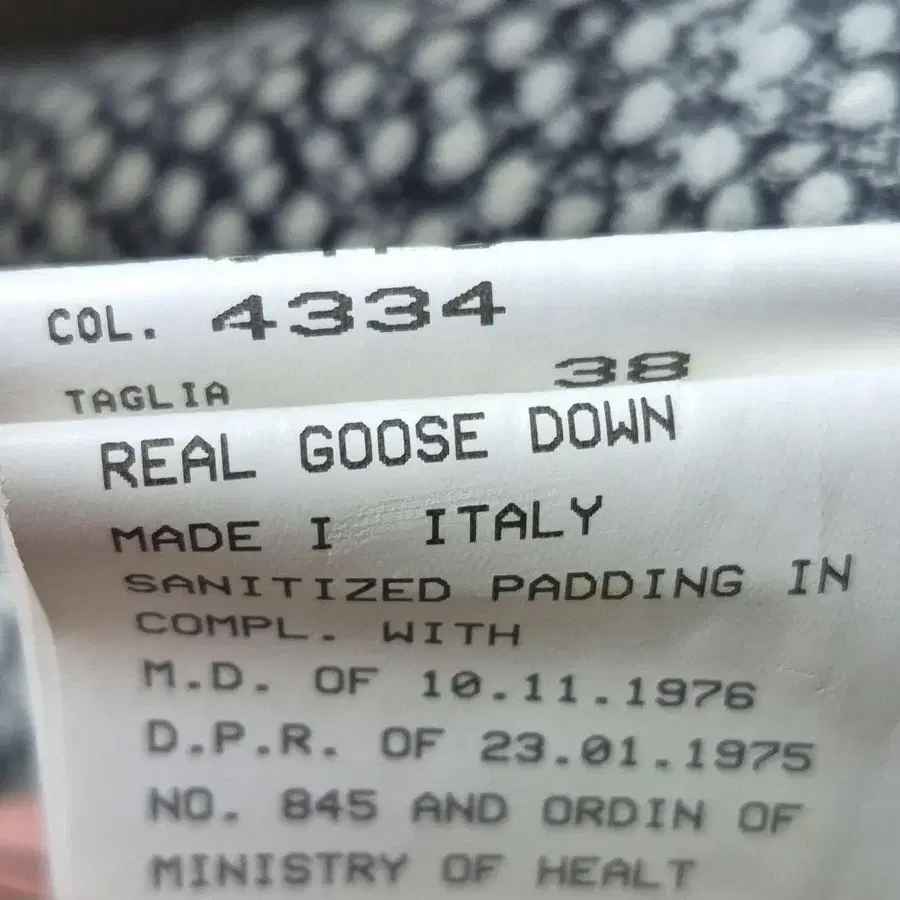 COL. 4334
TAGLIA 38
REAL GOOSE DOWN
MADE I ITALY
SANITIZED PADDING IN
COMPL. WITH
M.D. OF 10.11.1976
D.P.R. OF 23.01.1975
NO. 845 AND ORDIN OF
MINISTRY OF HEALT